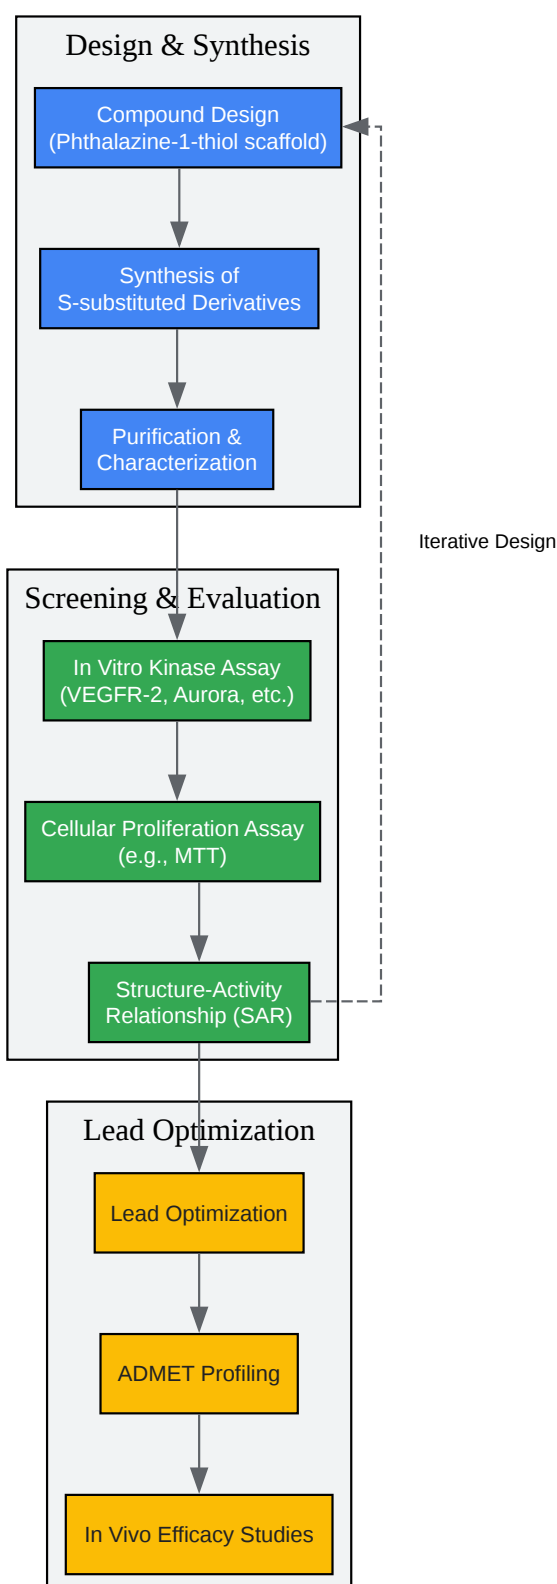 Design & Synthesis
Compound Design
(Phthalazine-1-thiol scaffold)
Synthesis of
S-substituted Derivatives
Purification &
Characterization
Iterative Design
Screening & Evaluation
In Vitro Kinase Assay
(VEGFR-2, Aurora, etc.)
Cellular Proliferation Assay
(e.g., MTT)
Structure-Activity
Relationship (SAR)
Lead Optimization
Lead Optimization
ADMET Profiling
In Vivo Efficacy Studies